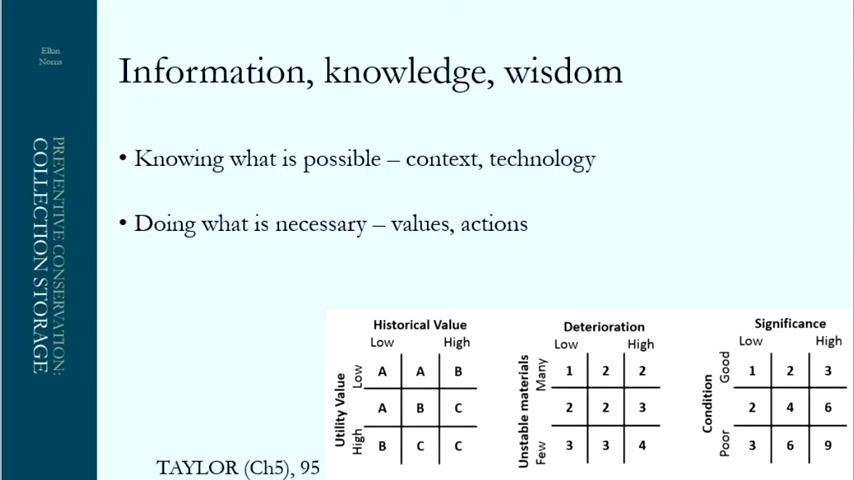 Elkin
Norris
PREVENTIVE CONSERVATION:
COLLECTION STORAGE
Information, knowledge, wisdom
• Knowing what is possible – context, technology
• Doing what is necessary – values, actions
Historical Value
Low High
Utility Value
Low
High
A A B
A B C
B C C
Deterioration
Low High
Unstable materials
Many
Few
1 2 2
2 2 3
3 3 4
Significance
Low High
Condition
Good
Poor
1 2 3
2 4 6
3 6 9
TAYLOR (Ch5), 95